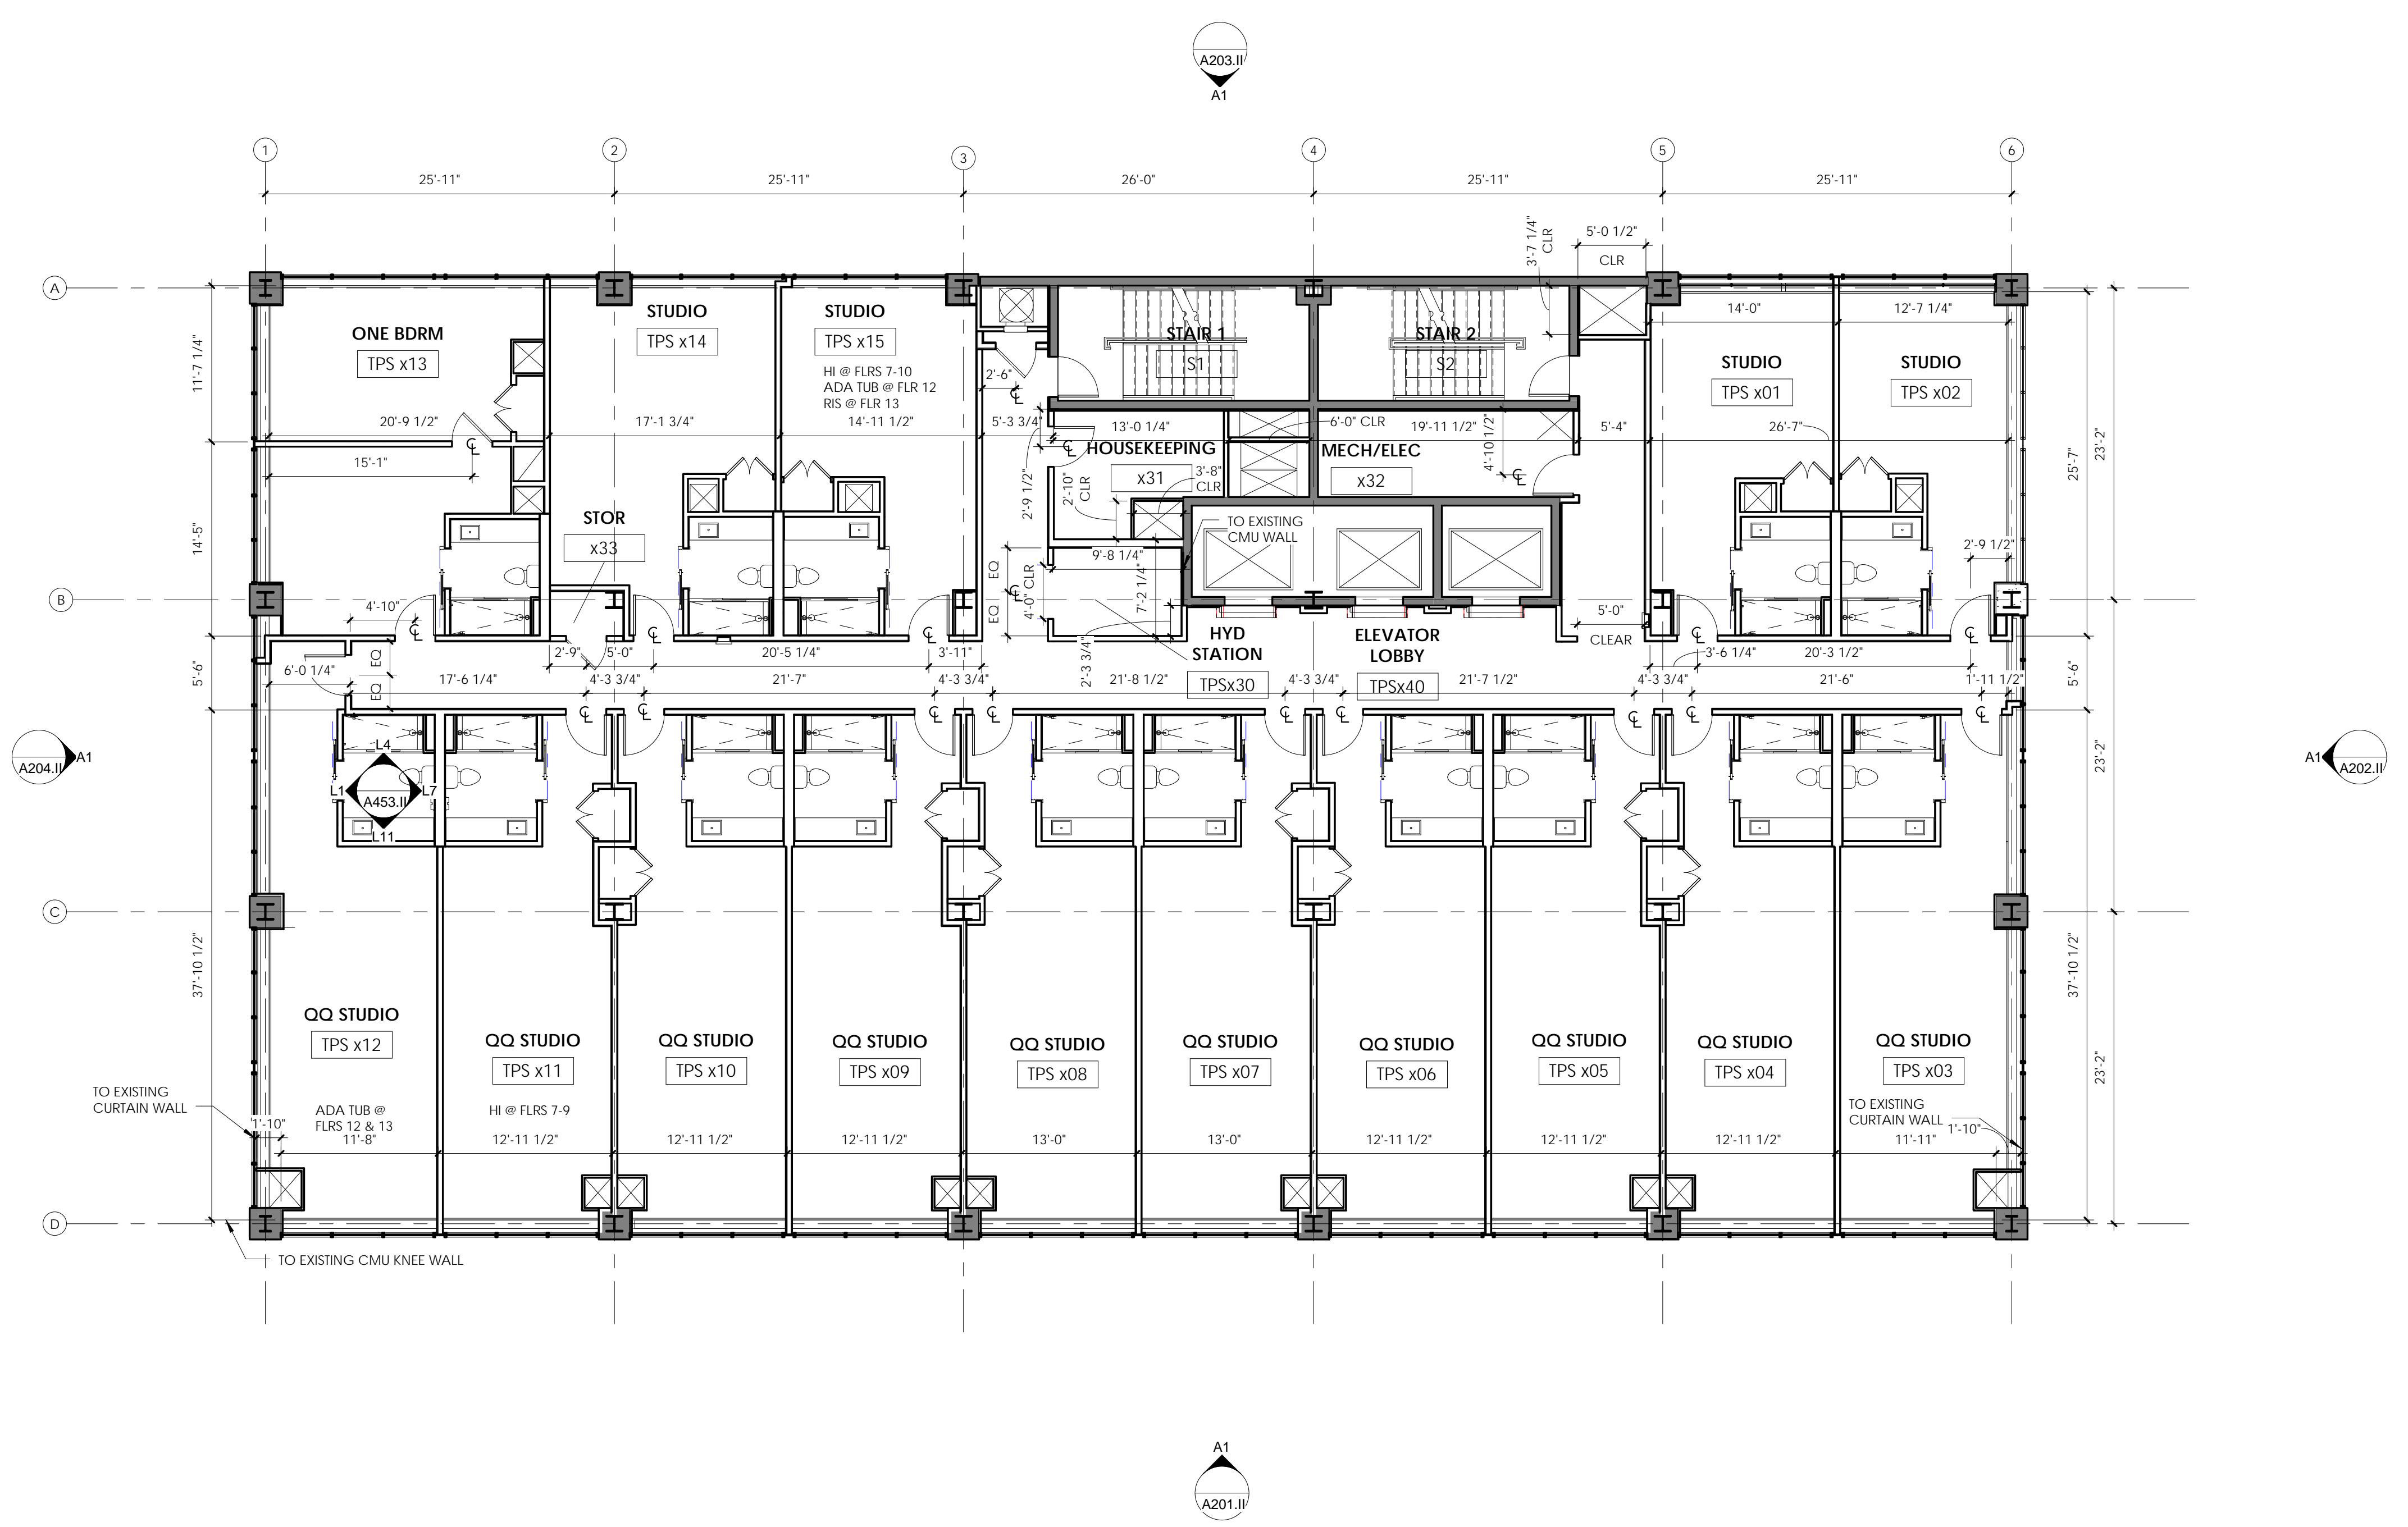 A203.II
A1
1
2
3
4
5
6
25'-11"
25'-11"
26'-0"
25'-11"
25'-11"
3'-7 1/4"
CLR
5'-0 1/2"
CLR
A
B
C
D
11'-7 1/4"
14'-5"
5'-6"
37'-10 1/2"
ONE BDRM
TPS x13
20'-9 1/2"
15'-1"
STUDIO
TPS x14
17'-1 3/4"
STUDIO
TPS x15
HI @ FLRS 7-10
ADA TUB @ FLR 12
RIS @ FLR 13
14'-11 1/2"
2'-6"
CL
5'-3 3/4"
STAIR 1
S1
STAIR 2
S2
13'-0 1/4"
6'-0" CLR
19'-11 1/2"
4'-10 1/2"
5'-4"
HOUSEKEEPING
x31
3'-8"
CLR
2'-10"
CLR
2'-9 1/2"
MECH/ELEC
x32
14'-0"
12'-7 1/4"
STUDIO
TPS x01
STUDIO
TPS x02
26'-7"
25'-7"
23'-2"
STOR
x33
TO EXISTING
CMU WALL
9'-8 1/4"
EQ
EQ
4'-0" CLR
7'-2 1/4"
2'-3 3/4"
2'-9 1/2"
4'-10"
5'-0"
CLEAR
HYD
STATION
TPSx30
ELEVATOR
LOBBY
TPSx40
6'-0 1/4"
EQ
EQ
2'-9"
5'-0"
20'-5 1/4"
3'-11"
3'-6 1/4"
20'-3 1/2"
17'-6 1/4"
4'-3 3/4"
21'-7"
4'-3 3/4"
21'-8 1/2"
4'-3 3/4"
21'-7 1/2"
4'-3 3/4"
21'-6"
1'-11 1/2"
5'-6"
23'-2"
37'-10 1/2"
23'-2"
A204.II
A1
L4
L1
A453.II
L7
L11
A1
A202.II
QQ STUDIO
TPS x12
ADA TUB @
FLRS 12 & 13
QQ STUDIO
TPS x11
HI @ FLRS 7-9
QQ STUDIO
TPS x10
QQ STUDIO
TPS x09
QQ STUDIO
TPS x08
QQ STUDIO
TPS x07
QQ STUDIO
TPS x06
QQ STUDIO
TPS x05
QQ STUDIO
TPS x04
QQ STUDIO
TPS x03
TO EXISTING
CURTAIN WALL
1'-10"
11'-8"
12'-11 1/2"
12'-11 1/2"
12'-11 1/2"
13'-0"
13'-0"
12'-11 1/2"
12'-11 1/2"
12'-11 1/2"
11'-11"
1'-10"
TO EXISTING
CURTAIN WALL
TO EXISTING CMU KNEE WALL
A1
A201.II